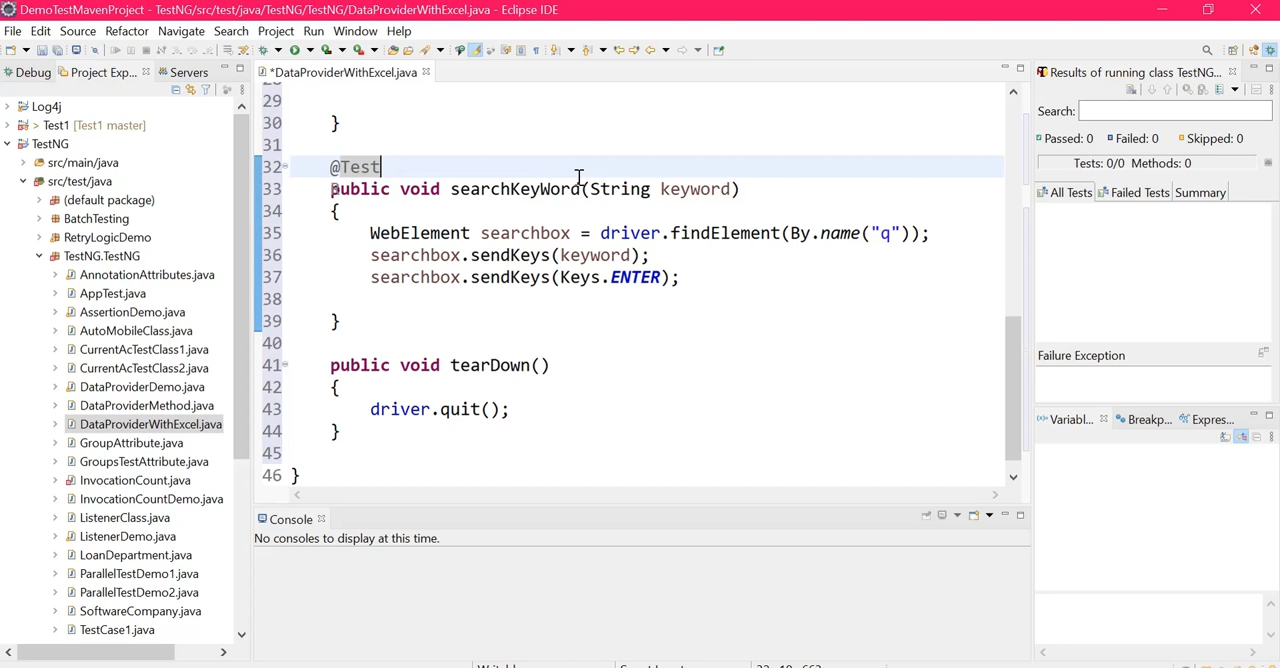 DemoTestMavenProject - TestNG/src/test/java/TestNG/TestNG/DataProviderWithExcel.java - Eclipse IDE
File Edit Source Refactor Navigate Search Project Run Window Help
Debug Project Exp... Servers
Log4j
> Test1 [Test1 master]
TestNG
src/main/java
src/test/java
(default package)
BatchTesting
RetryLogicDemo
TestNG.TestNG
AnnotationAttributes.java
AppTest.java
AssertionDemo.java
AutoMobileClass.java
CurrentAcTestClass1.java
CurrentAcTestClass2.java
DataProviderDemo.java
DataProviderMethod.java
DataProviderWithExcel.java
GroupAttribute.java
GroupsTestAttribute.java
InvocationCount.java
InvocationCountDemo.java
ListenerClass.java
ListenerDemo.java
LoanDepartment.java
ParallelTestDemo1.java
ParallelTestDemo2.java
SoftwareCompany.java
TestCase1.java
*DataProviderWithExcel.java
29
30 }
31
32 @Test
33 public void searchKeyWord(String keyword)
34 {
35 WebElement searchbox = driver.findElement(By.name("q"));
36 searchbox.sendKeys(keyword);
37 searchbox.sendKeys(Keys.ENTER);
38
39 }
40
41 public void tearDown()
42 {
43 driver.quit();
44 }
45
46 }
Console
No consoles to display at this time.
Results of running class TestNG...
Search:
Passed: 0 Failed: 0 Skipped: 0
Tests: 0/0 Methods: 0
All Tests Failed Tests Summary
Failure Exception
Variabl... Breakp... Expres...